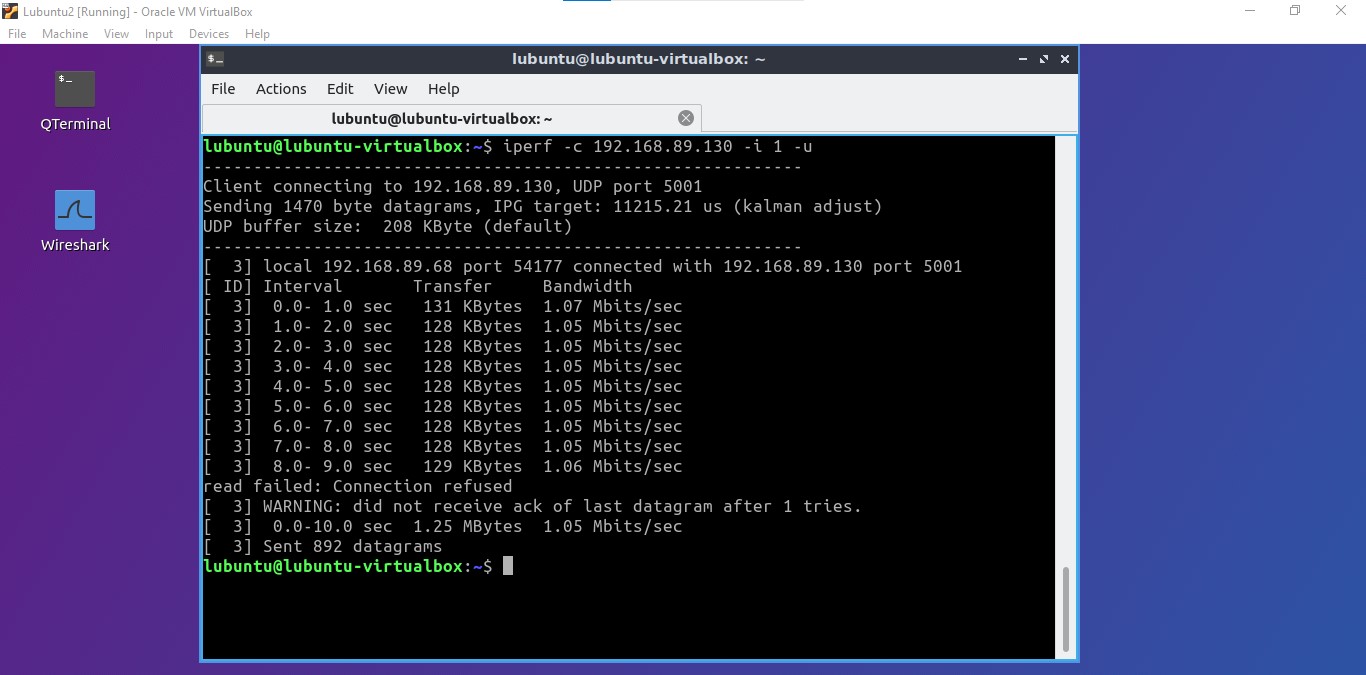 Lubuntu2 [Running] - Oracle VM VirtualBox
File Machine View Input Devices Help
$_ lubuntu@lubuntu-virtualbox: ~
File Actions Edit View Help
$_
QTerminal
Wireshark
lubuntu@lubuntu-virtualbox: ~
lubuntu@lubuntu-virtualbox:~$ iperf -c 192.168.89.130 -i 1 -u
------------------------------------------------------------
Client connecting to 192.168.89.130, UDP port 5001
Sending 1470 byte datagrams, IPG target: 11215.21 us (kalman adjust)
UDP buffer size:  208 KByte (default)
------------------------------------------------------------
[  3] local 192.168.89.68 port 54177 connected with 192.168.89.130 port 5001
[ ID] Interval       Transfer     Bandwidth
[  3]  0.0- 1.0 sec   131 KBytes  1.07 Mbits/sec
[  3]  1.0- 2.0 sec   128 KBytes  1.05 Mbits/sec
[  3]  2.0- 3.0 sec   128 KBytes  1.05 Mbits/sec
[  3]  3.0- 4.0 sec   128 KBytes  1.05 Mbits/sec
[  3]  4.0- 5.0 sec   128 KBytes  1.05 Mbits/sec
[  3]  5.0- 6.0 sec   128 KBytes  1.05 Mbits/sec
[  3]  6.0- 7.0 sec   128 KBytes  1.05 Mbits/sec
[  3]  7.0- 8.0 sec   128 KBytes  1.05 Mbits/sec
[  3]  8.0- 9.0 sec   129 KBytes  1.06 Mbits/sec
read failed: Connection refused
[  3] WARNING: did not receive ack of last datagram after 1 tries.
[  3]  0.0-10.0 sec  1.25 MBytes  1.05 Mbits/sec
[  3] Sent 892 datagrams
lubuntu@lubuntu-virtualbox:~$